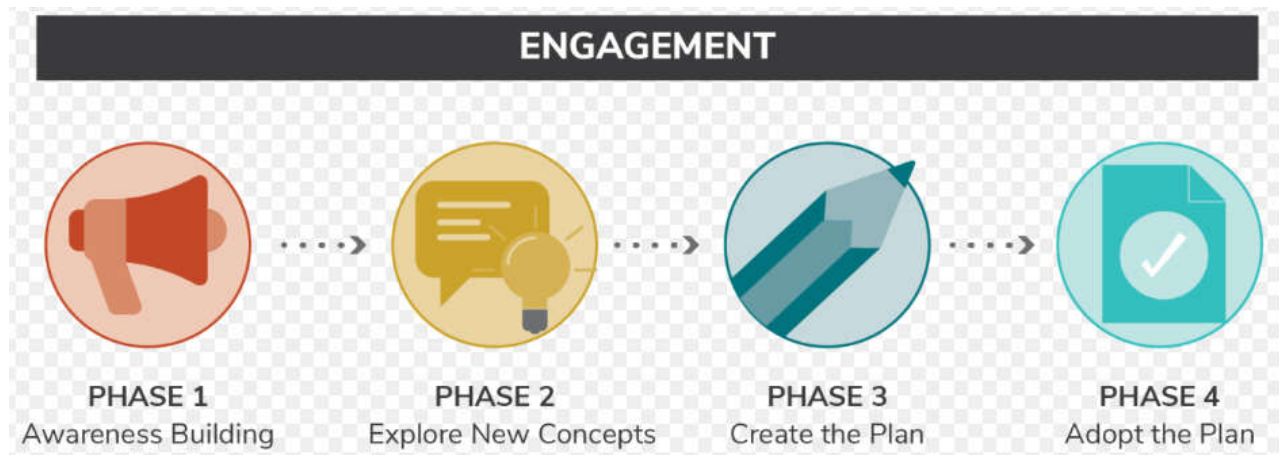 ENGAGEMENT
PHASE 1
Awareness Building
PHASE 2
Explore New Concepts
PHASE 3
Create the Plan
PHASE 4
Adopt the Plan